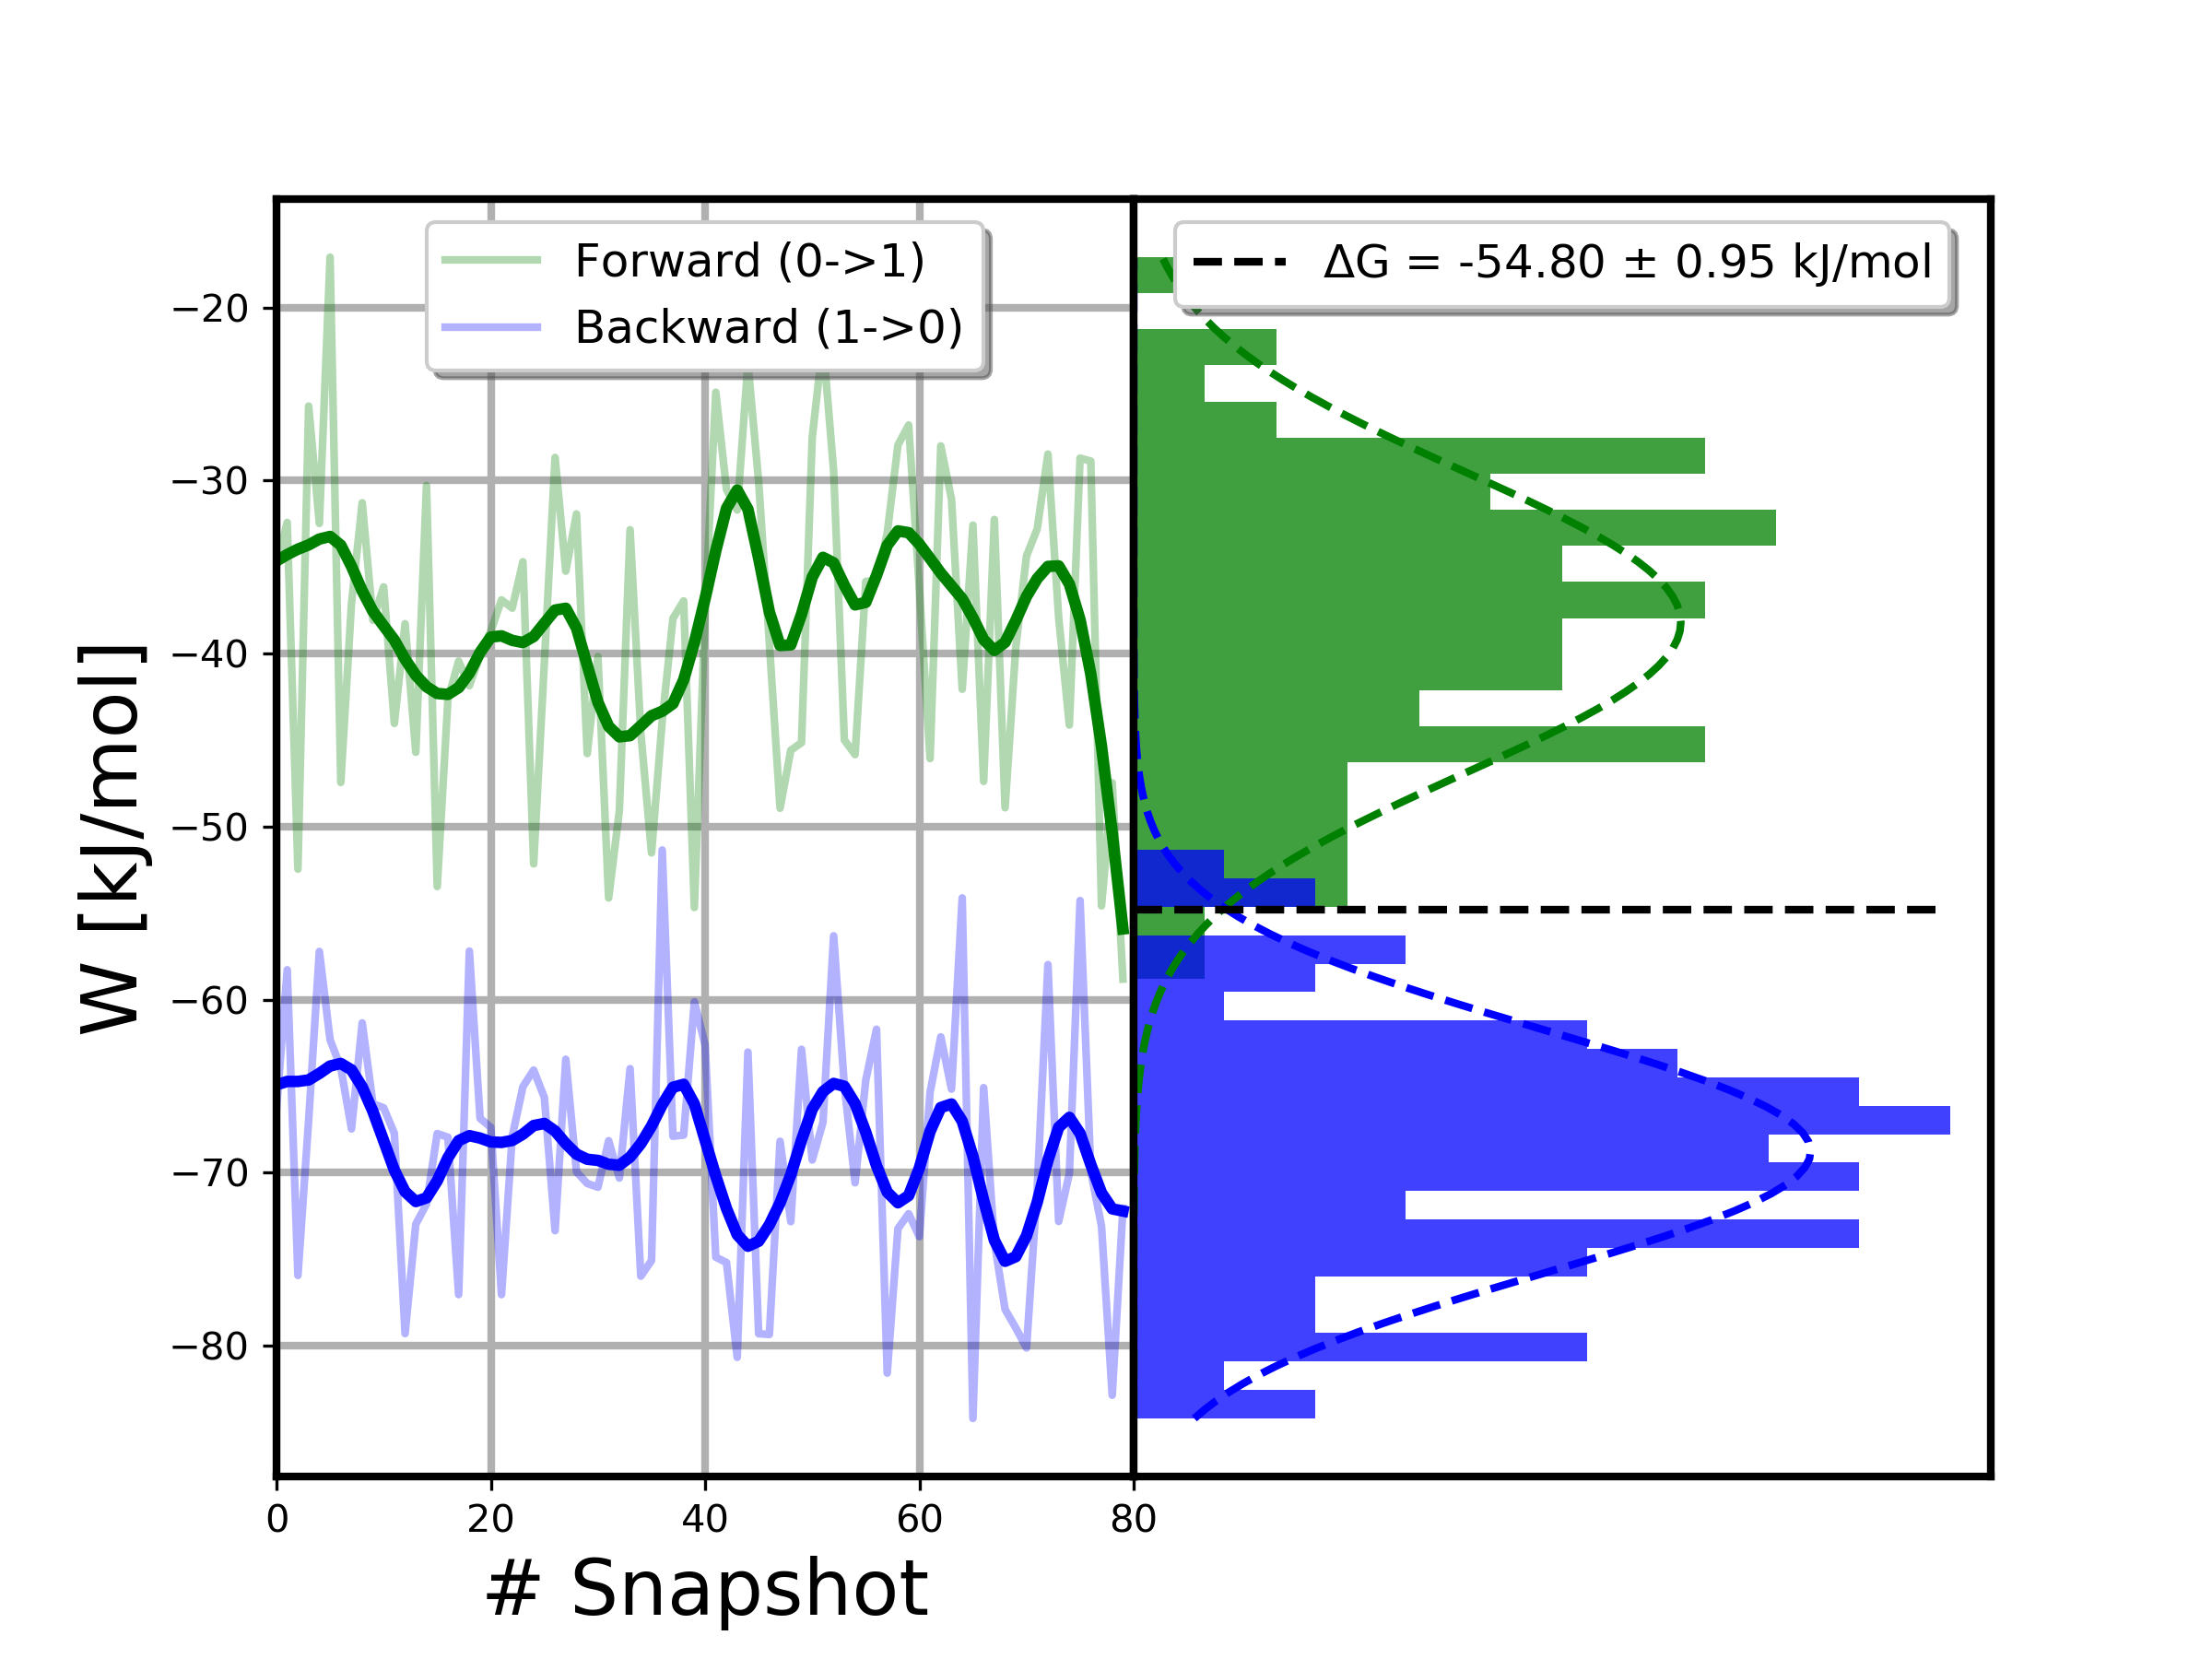 Forward (0->1)
Backward (1->0)
ΔG = -54.80 ± 0.95 kJ/mol
−20
−30
−40
−50
−60
−70
−80
W [kJ/mol]
0 20 40 60 80
# Snapshot